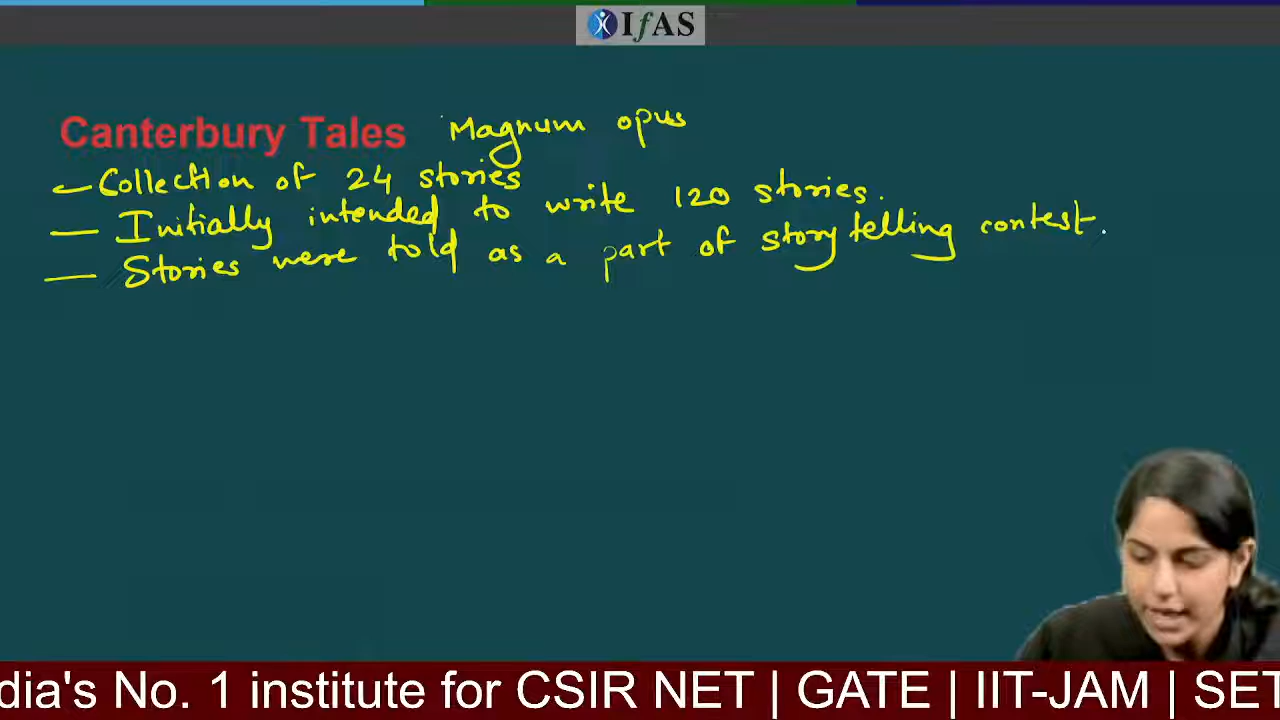 IfAS
Canterbury Tales Magnum opus
— Collection of 24 stories
— Initially intended to write 120 stories.
— Stories were told as a part of story telling contest.
dia's No. 1 institute for CSIR NET | GATE | IIT-JAM | SET